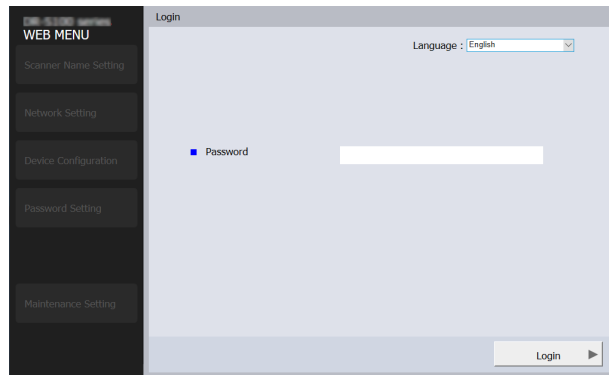 WEB MENU
Scanner Name Setting
Network Setting
Device Configuration
Password Setting
Maintenance Setting
Login
Language : English
Password
Login